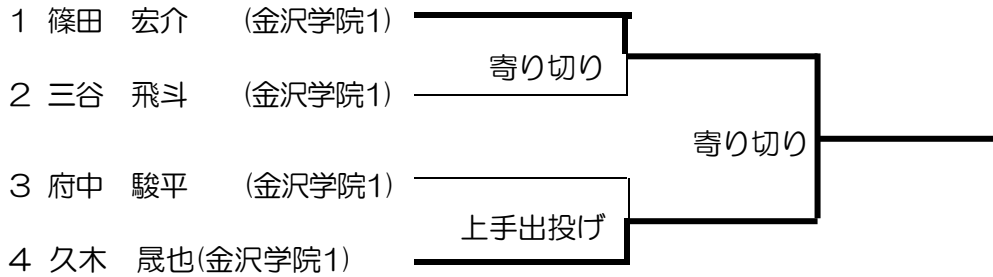 1 篠田　宏介　　(金沢学院1)
寄り切り
2 三谷　飛斗　　(金沢学院1)
寄り切り
3 府中　駿平　　(金沢学院1)
上手出投げ
4 久木　晟也(金沢学院1)